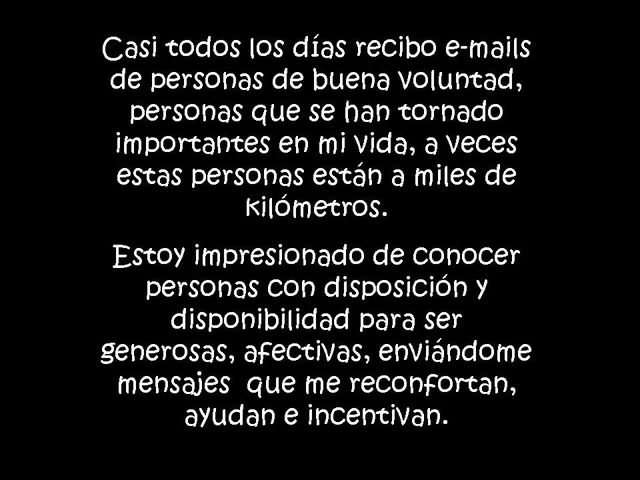 Casi todos los días recibo e-mails
de personas de buena voluntad,
personas que se han tornado
importantes en mi vida, a veces
estas personas están a miles de
kilómetros.
Estoy impresionado de conocer
personas con disposición y
disponibilidad para ser
generosas, afectivas, enviándome
mensajes  que me reconfortan,
ayudan e incentivan.